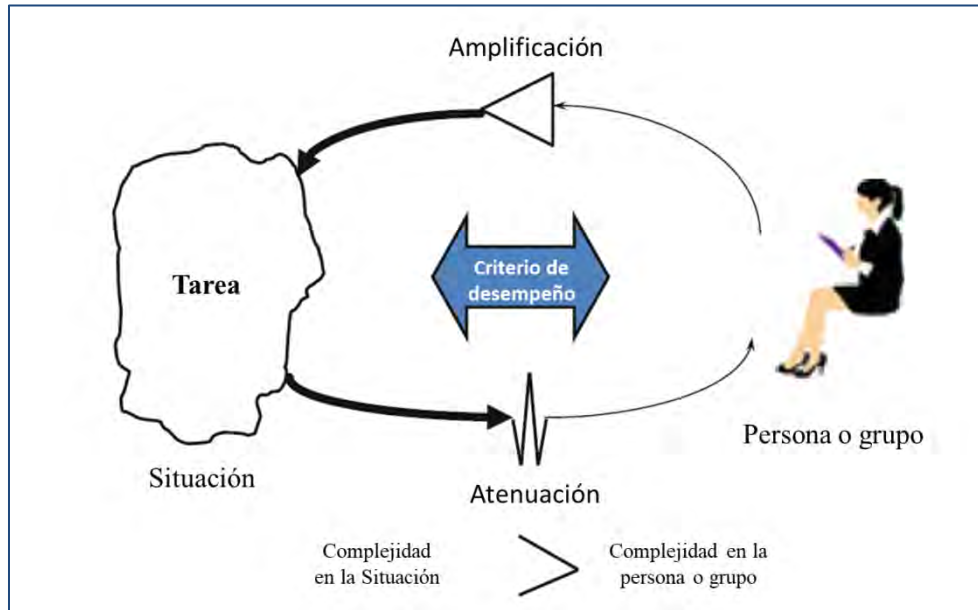 Amplificación
Tarea
Criterio de
desempeño
Persona o grupo
Situación
Atenuación
Complejidad
en la Situación
Complejidad en la
persona o grupo